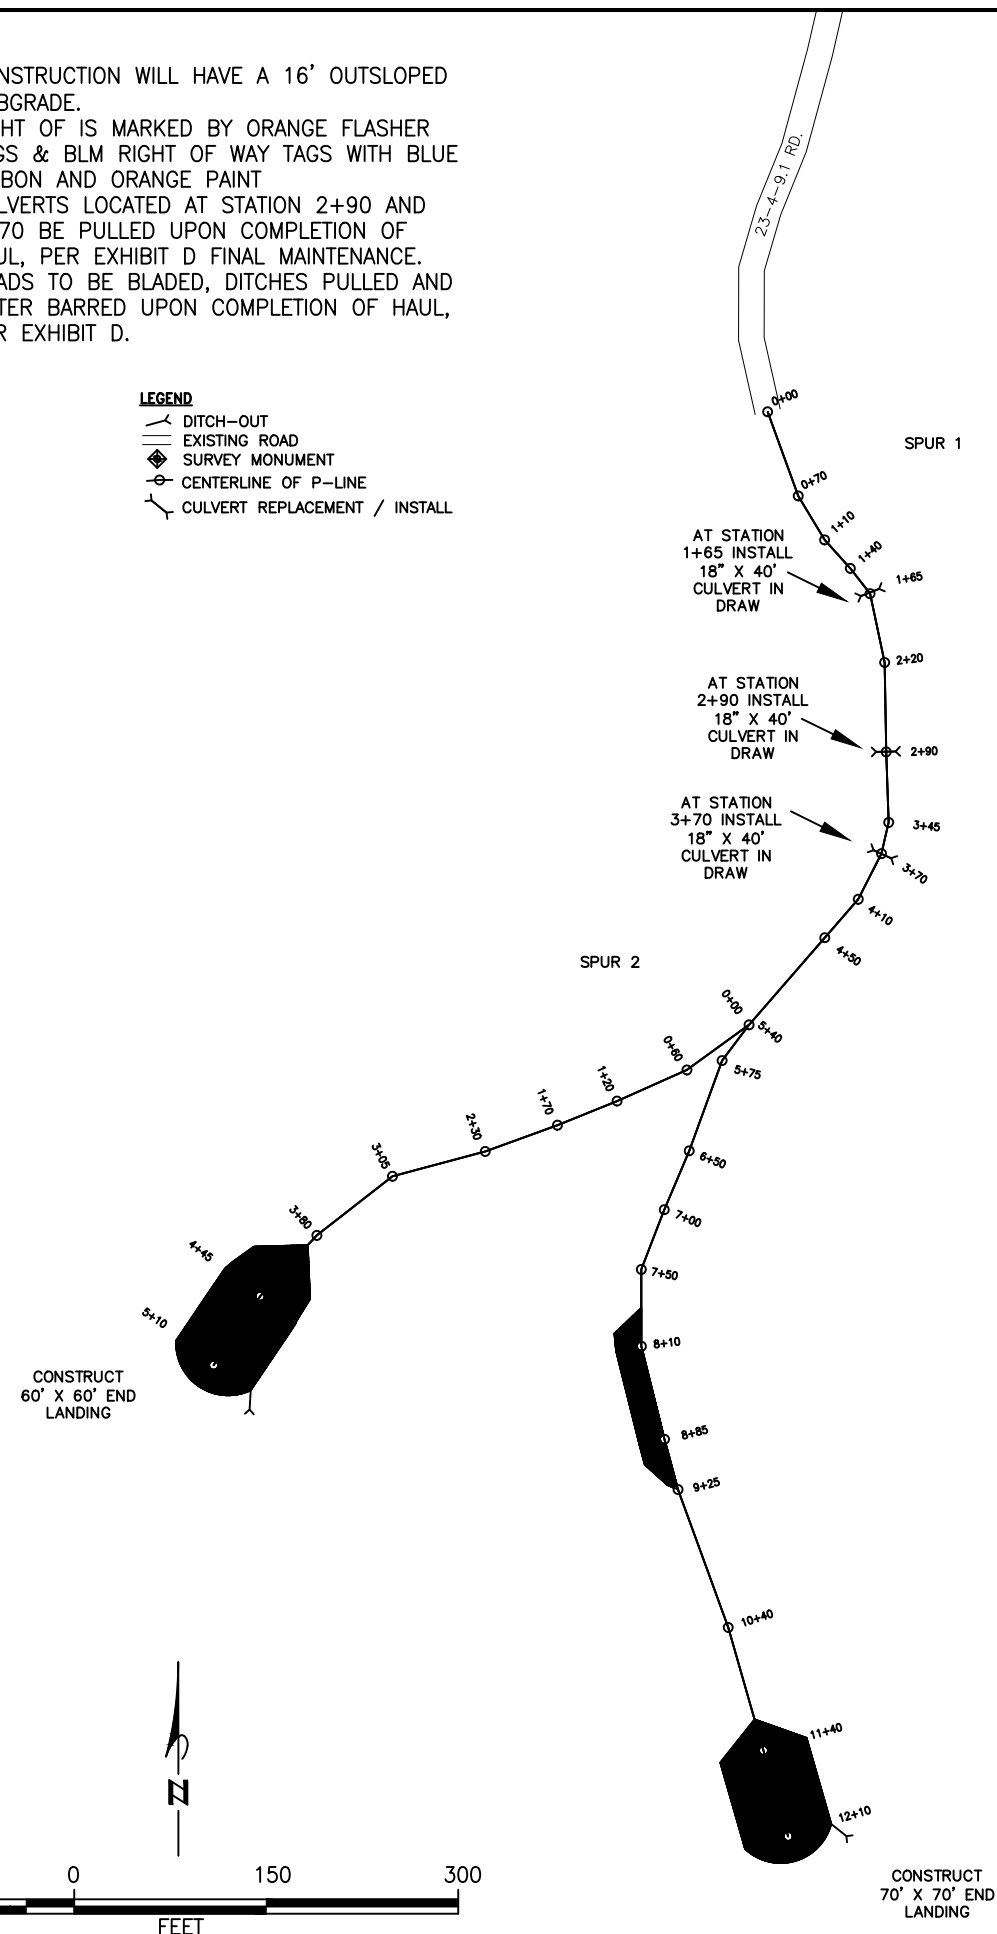 NSTRUCTION WILL HAVE A 16' OUTSLOPED
BGRADE.
HT OF IS MARKED BY ORANGE FLASHER
GS & BLM RIGHT OF WAY TAGS WITH BLUE
BON AND ORANGE PAINT
LVERTS LOCATED AT STATION 2+90 AND
70 BE PULLED UPON COMPLETION OF
UL, PER EXHIBIT D FINAL MAINTENANCE.
ADS TO BE BLADED, DITCHES PULLED AND
TER BARRED UPON COMPLETION OF HAUL,
R EXHIBIT D.
23-4-9.1 RD.
LEGEND
DITCH-OUT
EXISTING ROAD
SURVEY MONUMENT
CENTERLINE OF P-LINE
CULVERT REPLACEMENT / INSTALL
SPUR 1
0+00
0+70
1+10
1+40
1+65
AT STATION
1+65 INSTALL
18" X 40'
CULVERT IN
DRAW
2+20
AT STATION
2+90 INSTALL
18" X 40'
CULVERT IN
DRAW
2+90
AT STATION
3+70 INSTALL
18" X 40'
CULVERT IN
DRAW
3+45
3+70
4+10
4+50
SPUR 2
0+00
5+40
0+60
5+75
1+20
1+70
2+30
3+05
3+80
4+45
5+10
6+50
7+00
7+50
8+10
8+85
9+25
10+40
11+40
12+10
CONSTRUCT
60' X 60' END
LANDING
N
0 150 300
FEET
CONSTRUCT
70' X 70' END
LANDING